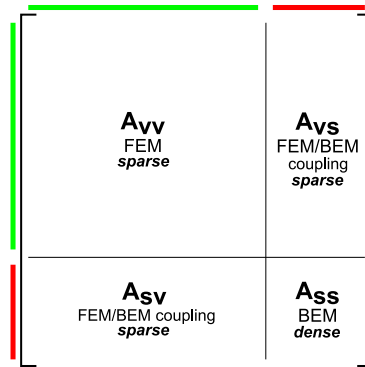 Avv
FEM
sparse
Avs
FEM/BEM
coupling
sparse
Asv
FEM/BEM coupling
sparse
Ass
BEM
dense